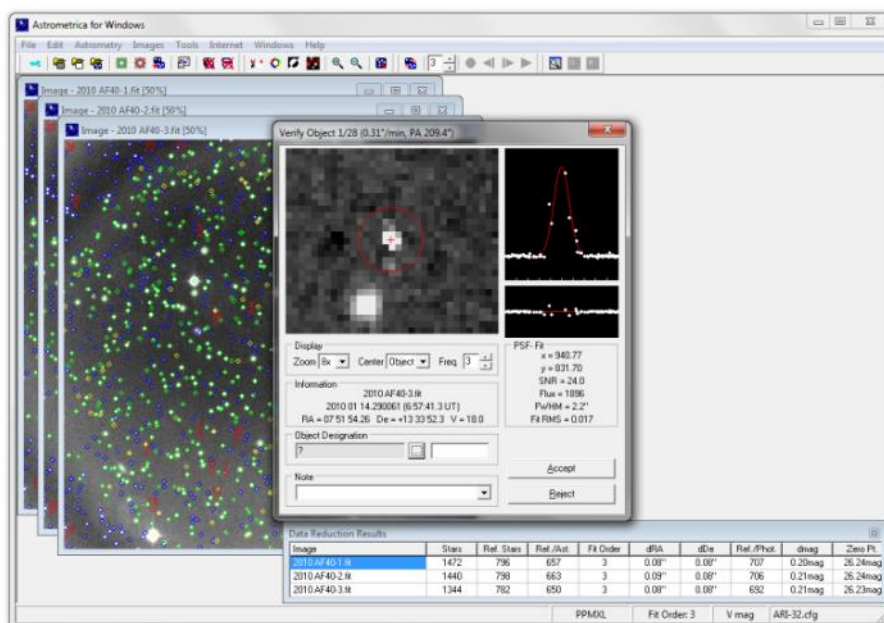 Astrometrica for Windows
File Edit Astrometry Images Tools Internet Windows Help
3
Image - 2010 AF40-1.fit [50%]
Image - 2010 AF40-2.fit [50%]
Image - 2010 AF40-3.fit [50%]
Verify Object 1/28 (0.31"/min, PA 209.4°)
Display
Zoom 8x Center Object Freq. 3
Information
2010 AF40-3.fit
2010 01 14.290061 (6:57:41.3 UT)
RA = 07 51 54.26 De = +13 33 52.3 V = 18.0
Object Designation
?
...
Note
PSF- Fit
x = 940.77
y = 831.70
SNR = 24.0
Flux = 1896
FWHM = 2.2"
Fit RMS = 0.017
Accept
Reject
Data Reduction Results
Image Stars Ref. Stars Ref./Ast. Fit Order dRA dDe Ref./Phot. dmag Zero Pt.
2010 AF40-1.fit 1472 796 657 3 0.08" 0.08" 707 0.20mag 26.24mag
2010 AF40-2.fit 1440 798 663 3 0.09" 0.08" 706 0.21mag 26.24mag
2010 AF40-3.fit 1344 782 650 3 0.08" 0.08" 692 0.21mag 26.23mag
PPMXL Fit Order: 3 V mag ARI-32.cfg